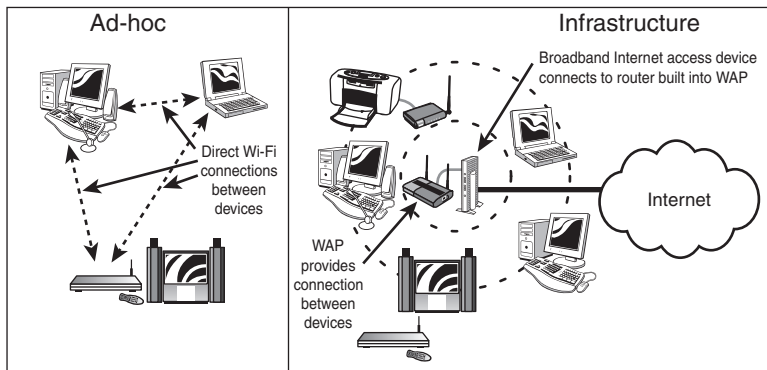 Ad-hoc
Direct Wi-Fi
connections
between
devices
Infrastructure
Broadband Internet access device
connects to router built into WAP
Internet
WAP
provides
connection
between
devices